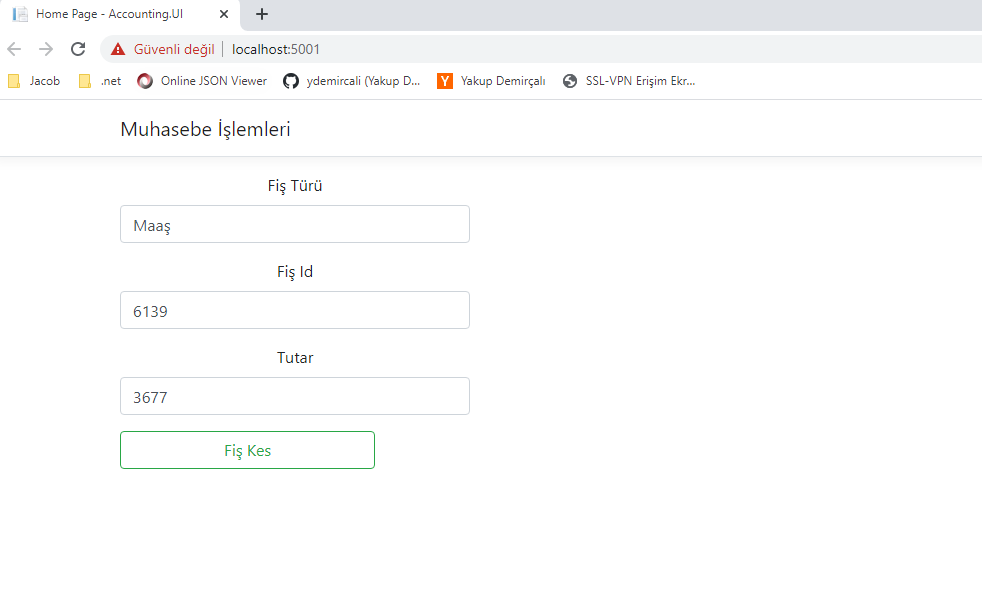 Home Page - Accounting.UI
Güvenli değil localhost:5001
Jacob .net Online JSON Viewer ydemircali (Yakup D... Y Yakup Demirçalı SSL-VPN Erişim Ekr...
Muhasebe İşlemleri
Fiş Türü
Maaş
Fiş Id
6139
Tutar
3677
Fiş Kes